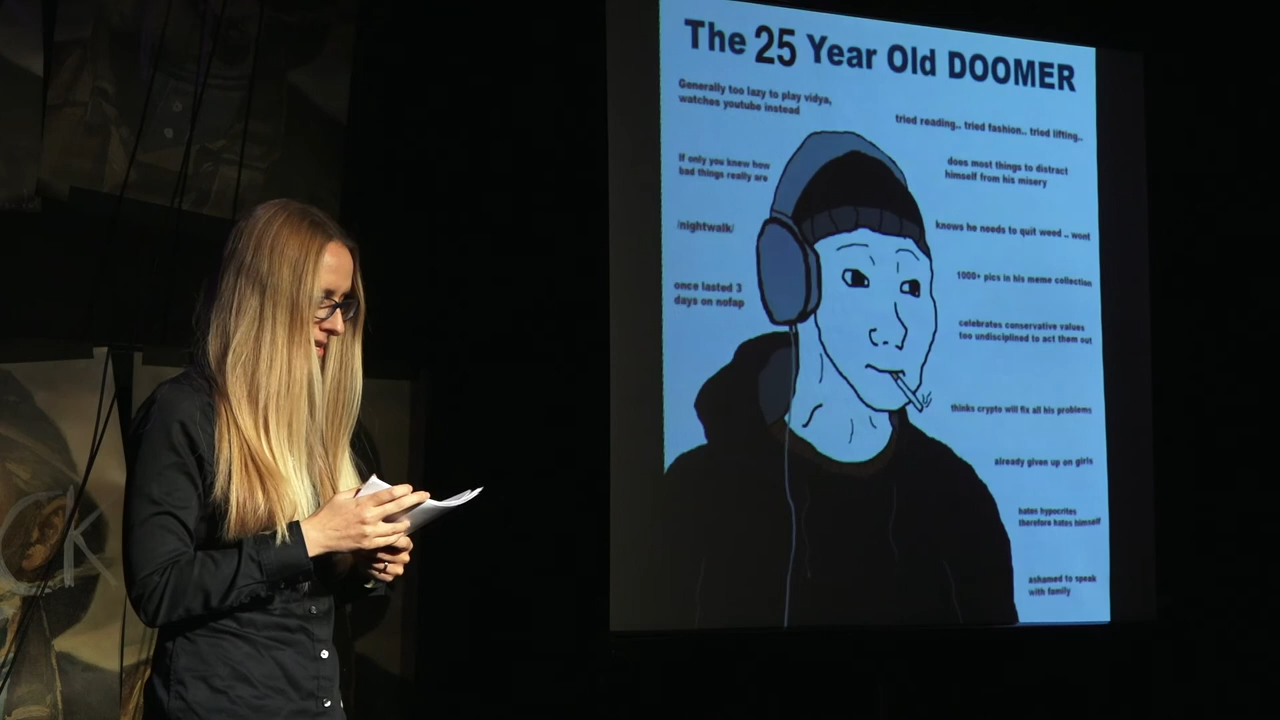 The 25 Year Old DOOMER
Generally too lazy to play vidya,
watches youtube instead
If only you knew how
bad things really are
/nightwalk/
once lasted 3
days on nofap
tried reading.. tried fashion.. tried lifting..
does most things to distract
himself from his misery
knows he needs to quit weed .. wont
1000+ pics in his meme collection
celebrates conservative values
too undisciplined to act them out
thinks crypto will fix all his problems
already given up on girls
hates hypocrites
therefore hates himself
ashamed to speak
with family
CK